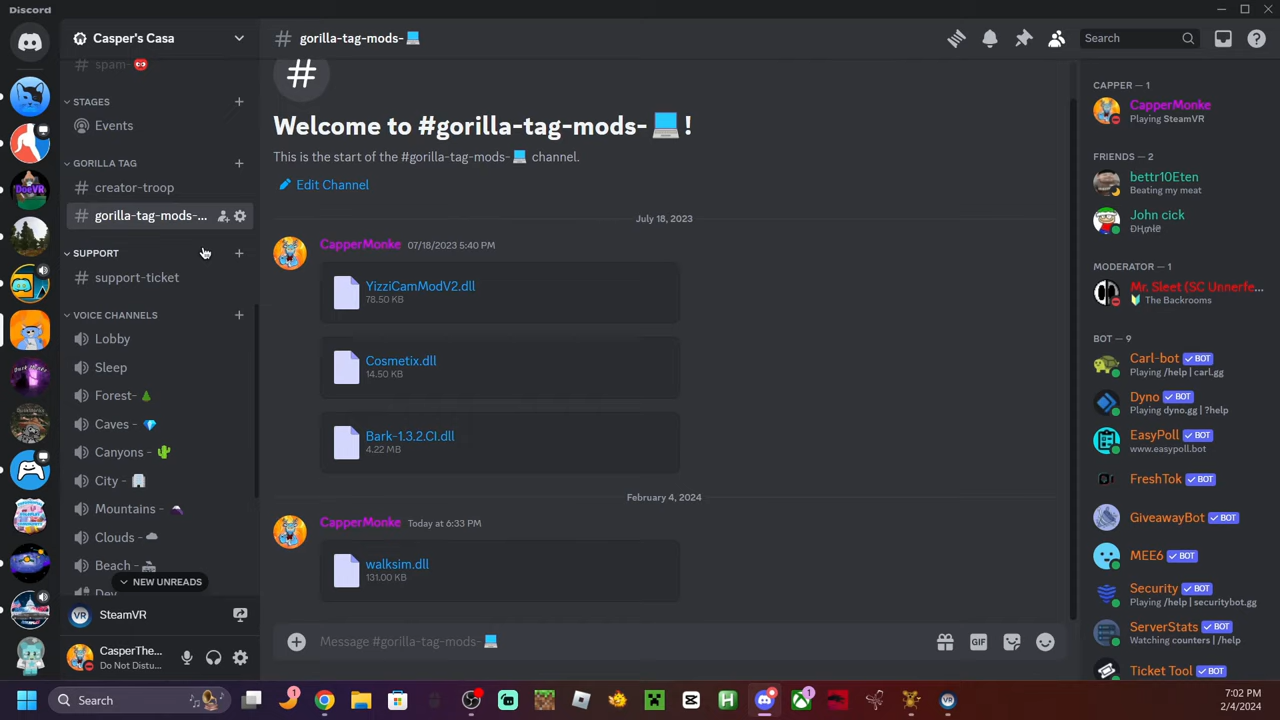 Discord
Casper's Casa
# gorilla-tag-mods-💻
Search
spam-
STAGES
Events
GORILLA TAG
creator-troop
gorilla-tag-mods-...
SUPPORT
support-ticket
VOICE CHANNELS
Lobby
Sleep
Forest-
Caves -
Canyons -
City -
Mountains -
Clouds -
Beach -
Dev
NEW UNREADS
SteamVR
VR
CasperThe...
Do Not Distu...
DoeVR
Welcome to #gorilla-tag-mods-💻!
This is the start of the #gorilla-tag-mods-💻 channel.
Edit Channel
July 18, 2023
CapperMonke 07/18/2023 5:40 PM
YizziCamModV2.dll
78.50 KB
Cosmetix.dll
14.50 KB
Bark-1.3.2.CI.dll
4.22 MB
February 4, 2024
CapperMonke Today at 6:33 PM
walksim.dll
131.00 KB
Message #gorilla-tag-mods-💻
GIF
CAPPER — 1
CapperMonke
Playing SteamVR
FRIENDS — 2
bettr10Eten
Beating my meat
John cick
MODERATOR — 1
Mr. Sleet (SC Unnerfe...
The Backrooms
BOT — 9
Carl-bot ✓ BOT
Playing /help | carl.gg
Dyno ✓ BOT
Playing dyno.gg | ?help
EasyPoll ✓ BOT
www.easypoll.bot
FreshTok ✓ BOT
GiveawayBot ✓ BOT
MEE6 ✓ BOT
Security ✓ BOT
Playing /help | securitybot.gg
ServerStats ✓ BOT
Watching counters | /help
Ticket Tool ✓ BOT
Search
1
1
7:02 PM
2/4/2024